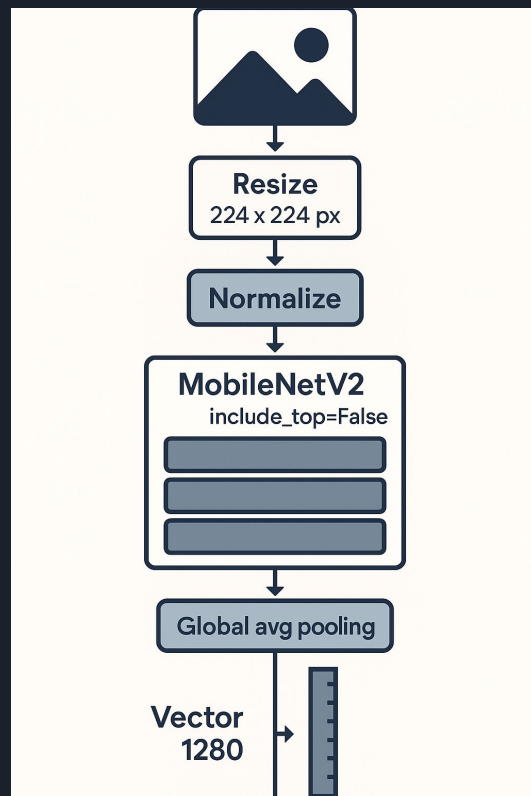 Resize
224 x 224 px
Normalize
MobileNetV2
include_top=False
Global avg pooling
Vector
1280